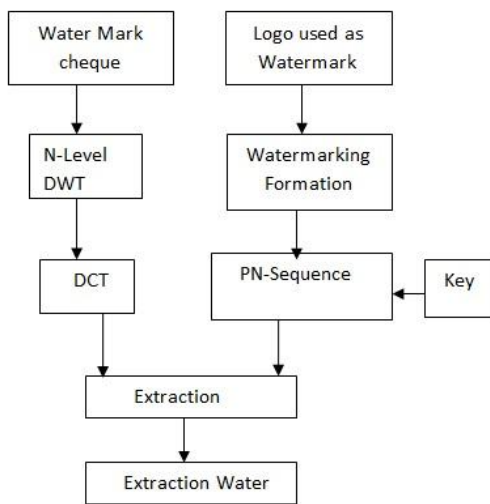 Water Mark
cheque
Logo used as
Watermark
N-Level
DWT
Watermarking
Formation
DCT
PN-Sequence
Key
Extraction
Extraction Water